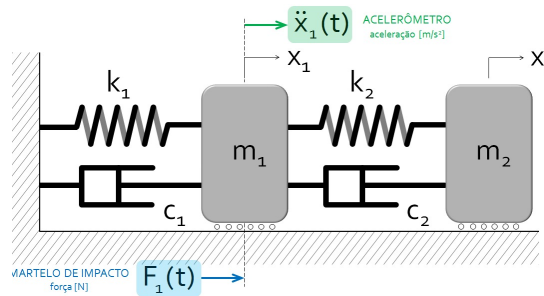 ẍ₁(t)
ACELERÔMETRO
aceleração [m/s²]
x₁
x
k₁
k₂
m₁
m₂
c₁
c₂
MARTELO DE IMPACTO
força [N]
F₁(t)